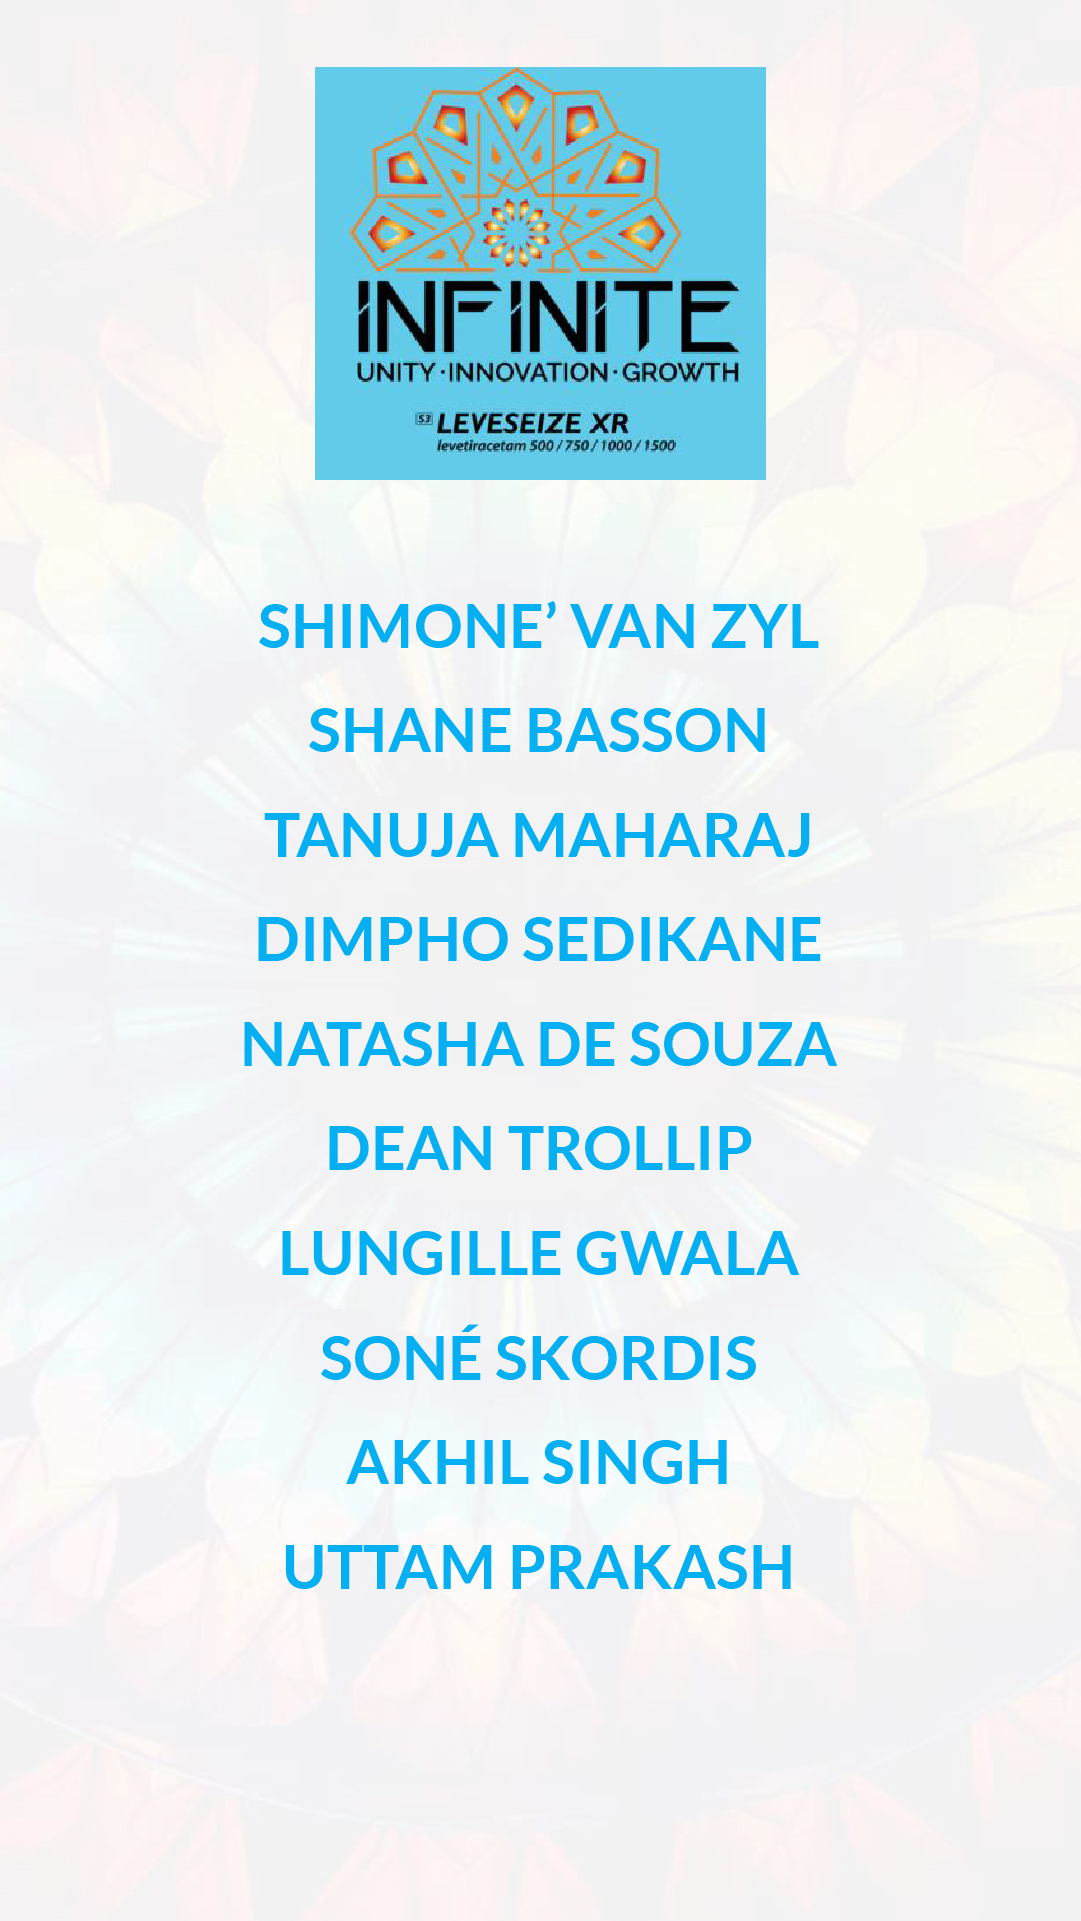 INFINITE
UNITY · INNOVATION · GROWTH
S3 LEVESEIZE XR
levetiracetam 500 / 750 / 1000 / 1500
SHIMONE’ VAN ZYL
SHANE BASSON
TANUJA MAHARAJ
DIMPHO SEDIKANE
NATASHA DE SOUZA
DEAN TROLLIP
LUNGILLE GWALA
SONÉ SKORDIS
AKHIL SINGH
UTTAM PRAKASH